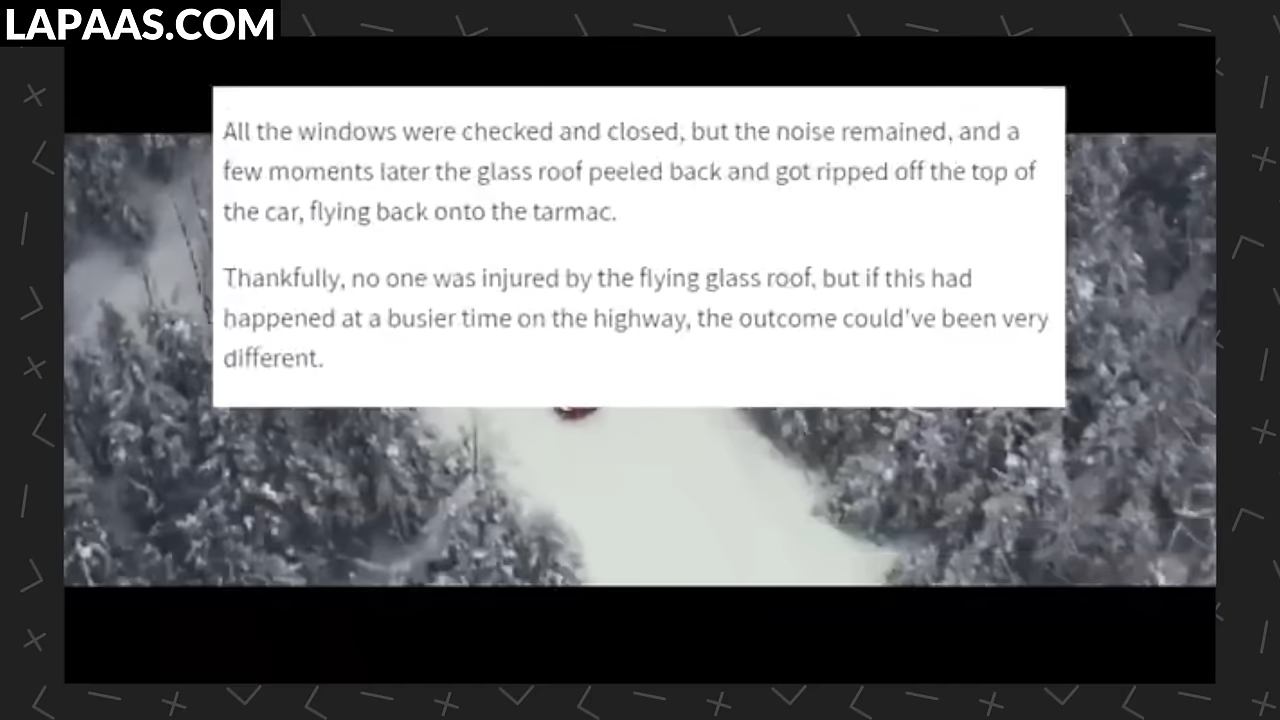 LAPAAS.COM
All the windows were checked and closed, but the noise remained, and a
few moments later the glass roof peeled back and got ripped off the top of
the car, flying back onto the tarmac.
Thankfully, no one was injured by the flying glass roof, but if this had
happened at a busier time on the highway, the outcome could've been very
different.